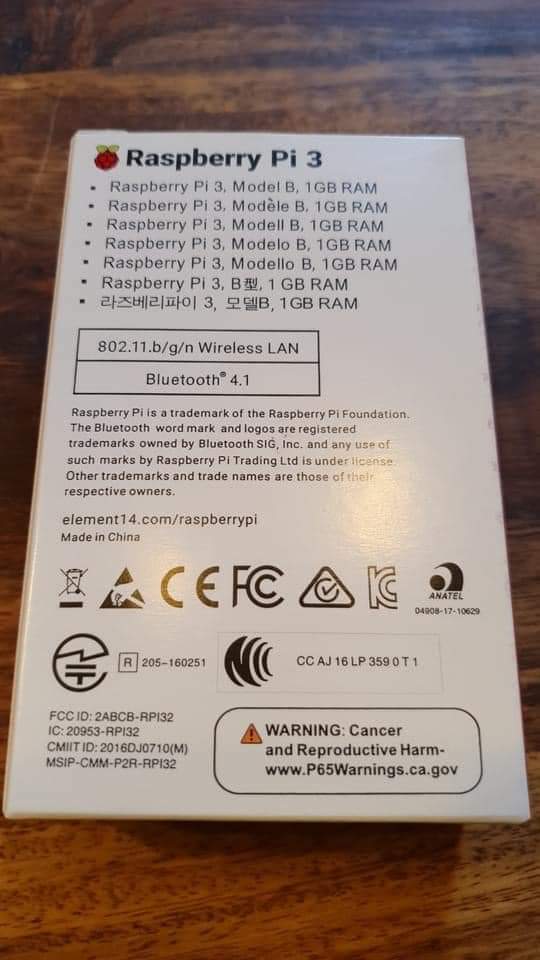 Raspberry Pi 3
• Raspberry Pi 3, Model B, 1GB RAM
• Raspberry Pi 3, Modèle B, 1GB RAM
• Raspberry Pi 3, Modell B, 1GB RAM
• Raspberry Pi 3, Modelo B, 1GB RAM
• Raspberry Pi 3, Modello B, 1GB RAM
• Raspberry Pi 3, B型, 1 GB RAM
• 라즈베리파이 3, 모델B, 1GB RAM
802.11.b/g/n Wireless LAN
Bluetooth® 4.1
Raspberry Pi is a trademark of the Raspberry Pi Foundation.
The Bluetooth word mark and logos are registered
trademarks owned by Bluetooth SIG, Inc. and any use of
such marks by Raspberry Pi Trading Ltd is under license.
Other trademarks and trade names are those of their
respective owners.
element14.com/raspberrypi
Made in China
CE FC KC ANATEL
04908-17-10629
R 205-160251
CC AJ 16 LP 359 0 T 1
FCC ID: 2ABCB-RPI32
IC: 20953-RPI32
CMIIT ID: 2016DJ0710(M)
MSIP-CMM-P2R-RPI32
WARNING: Cancer
and Reproductive Harm-
www.P65Warnings.ca.gov